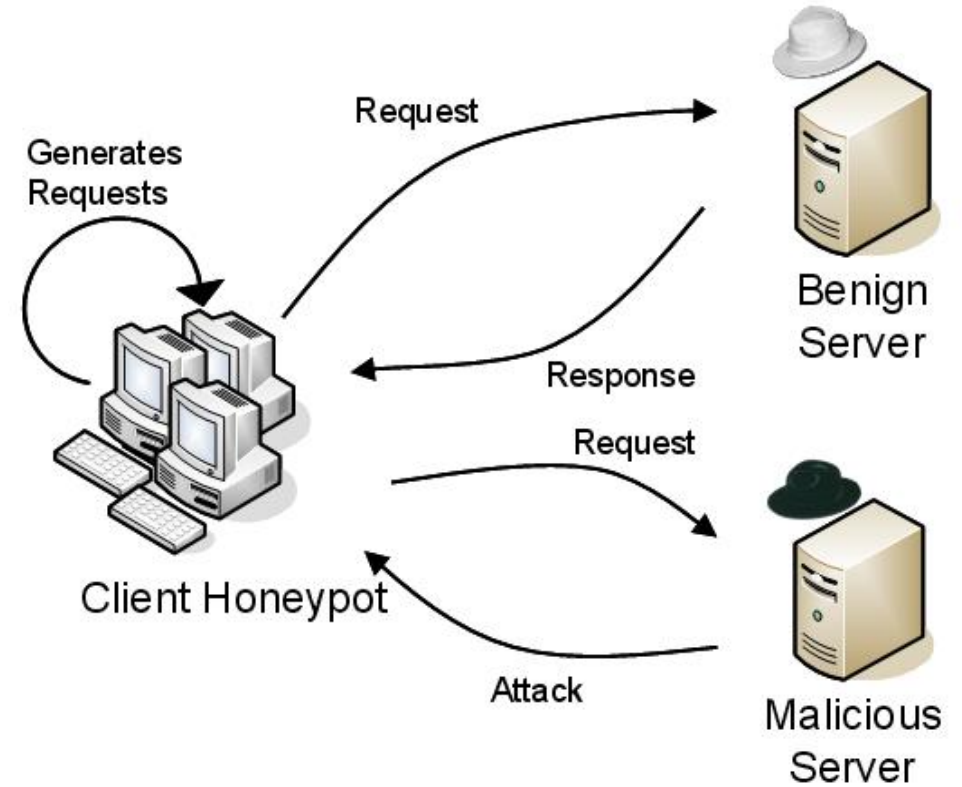 Request
Generates
Requests
Benign
Server
Response
Request
Client Honeypot
Attack
Malicious
Server